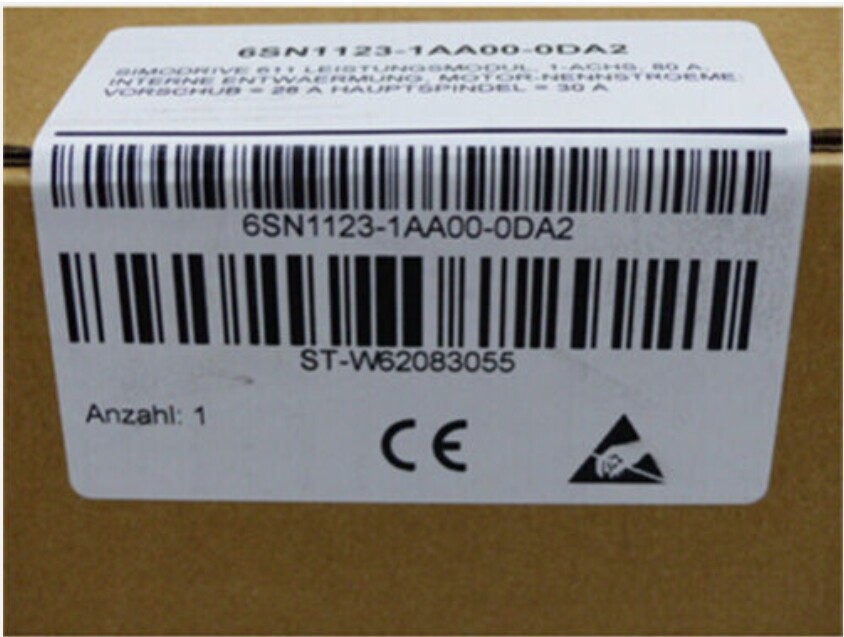 6SN1123-1AA00-0DA2
SIMODRIVE 611 LEISTUNGSMODUL, 1-ACHS, 80 A,
INTERNE ENTWAERMUNG, MOTOR-NENNSTROEME:
VORSCHUB = 28 A HAUPTSPINDEL = 30 A
6SN1123-1AA00-0DA2
ST-W62083055
Anzahl: 1
CE